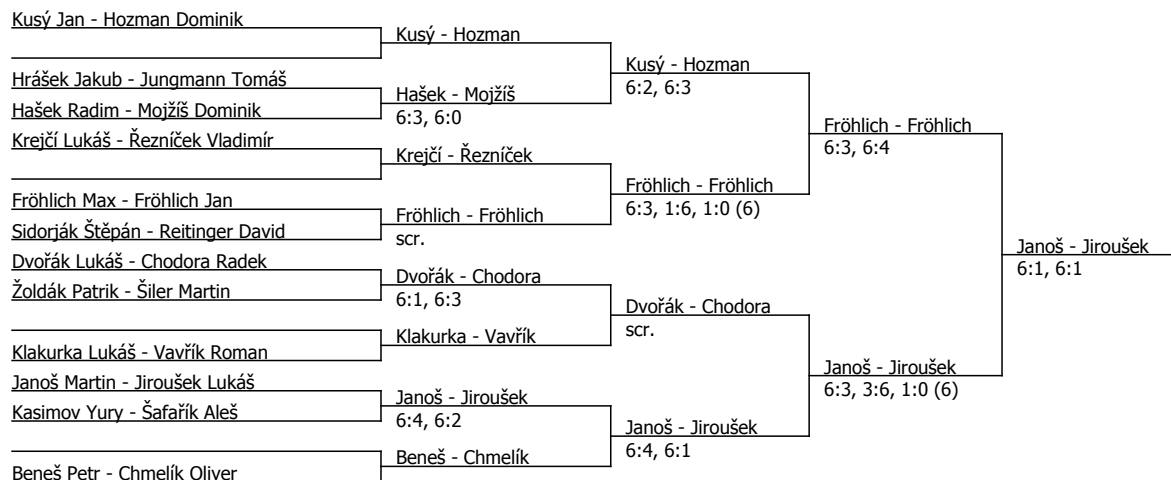 Kusý Jan - Hozman Dominik
Kusý - Hozman
Kusý - Hozman
6:2, 6:3
Hrášek Jakub - Jungmann Tomáš
Hašek - Mojžíš
6:3, 6:0
Hašek Radim - Mojžíš Dominik
Fröhlich - Fröhlich
6:3, 6:4
Krejčí Lukáš - Řezníček Vladimír
Krejčí - Řezníček
Fröhlich - Fröhlich
6:3, 1:6, 1:0 (6)
Fröhlich Max - Fröhlich Jan
Fröhlich - Fröhlich
scr.
Sidorják Štěpán - Reitinger David
Janoš - Jiroušek
6:1, 6:1
Dvořák Lukáš - Chodora Radek
Dvořák - Chodora
6:1, 6:3
Žoldák Patrik - Šiler Martin
Dvořák - Chodora
scr.
Klakurka - Vavřík
Klakurka Lukáš - Vavřík Roman
Janoš - Jiroušek
6:3, 3:6, 1:0 (6)
Janoš Martin - Jiroušek Lukáš
Janoš - Jiroušek
6:4, 6:2
Kasimov Yury - Šafařík Aleš
Janoš - Jiroušek
6:4, 6:1
Beneš - Chmelík
Beneš Petr - Chmelík Oliver